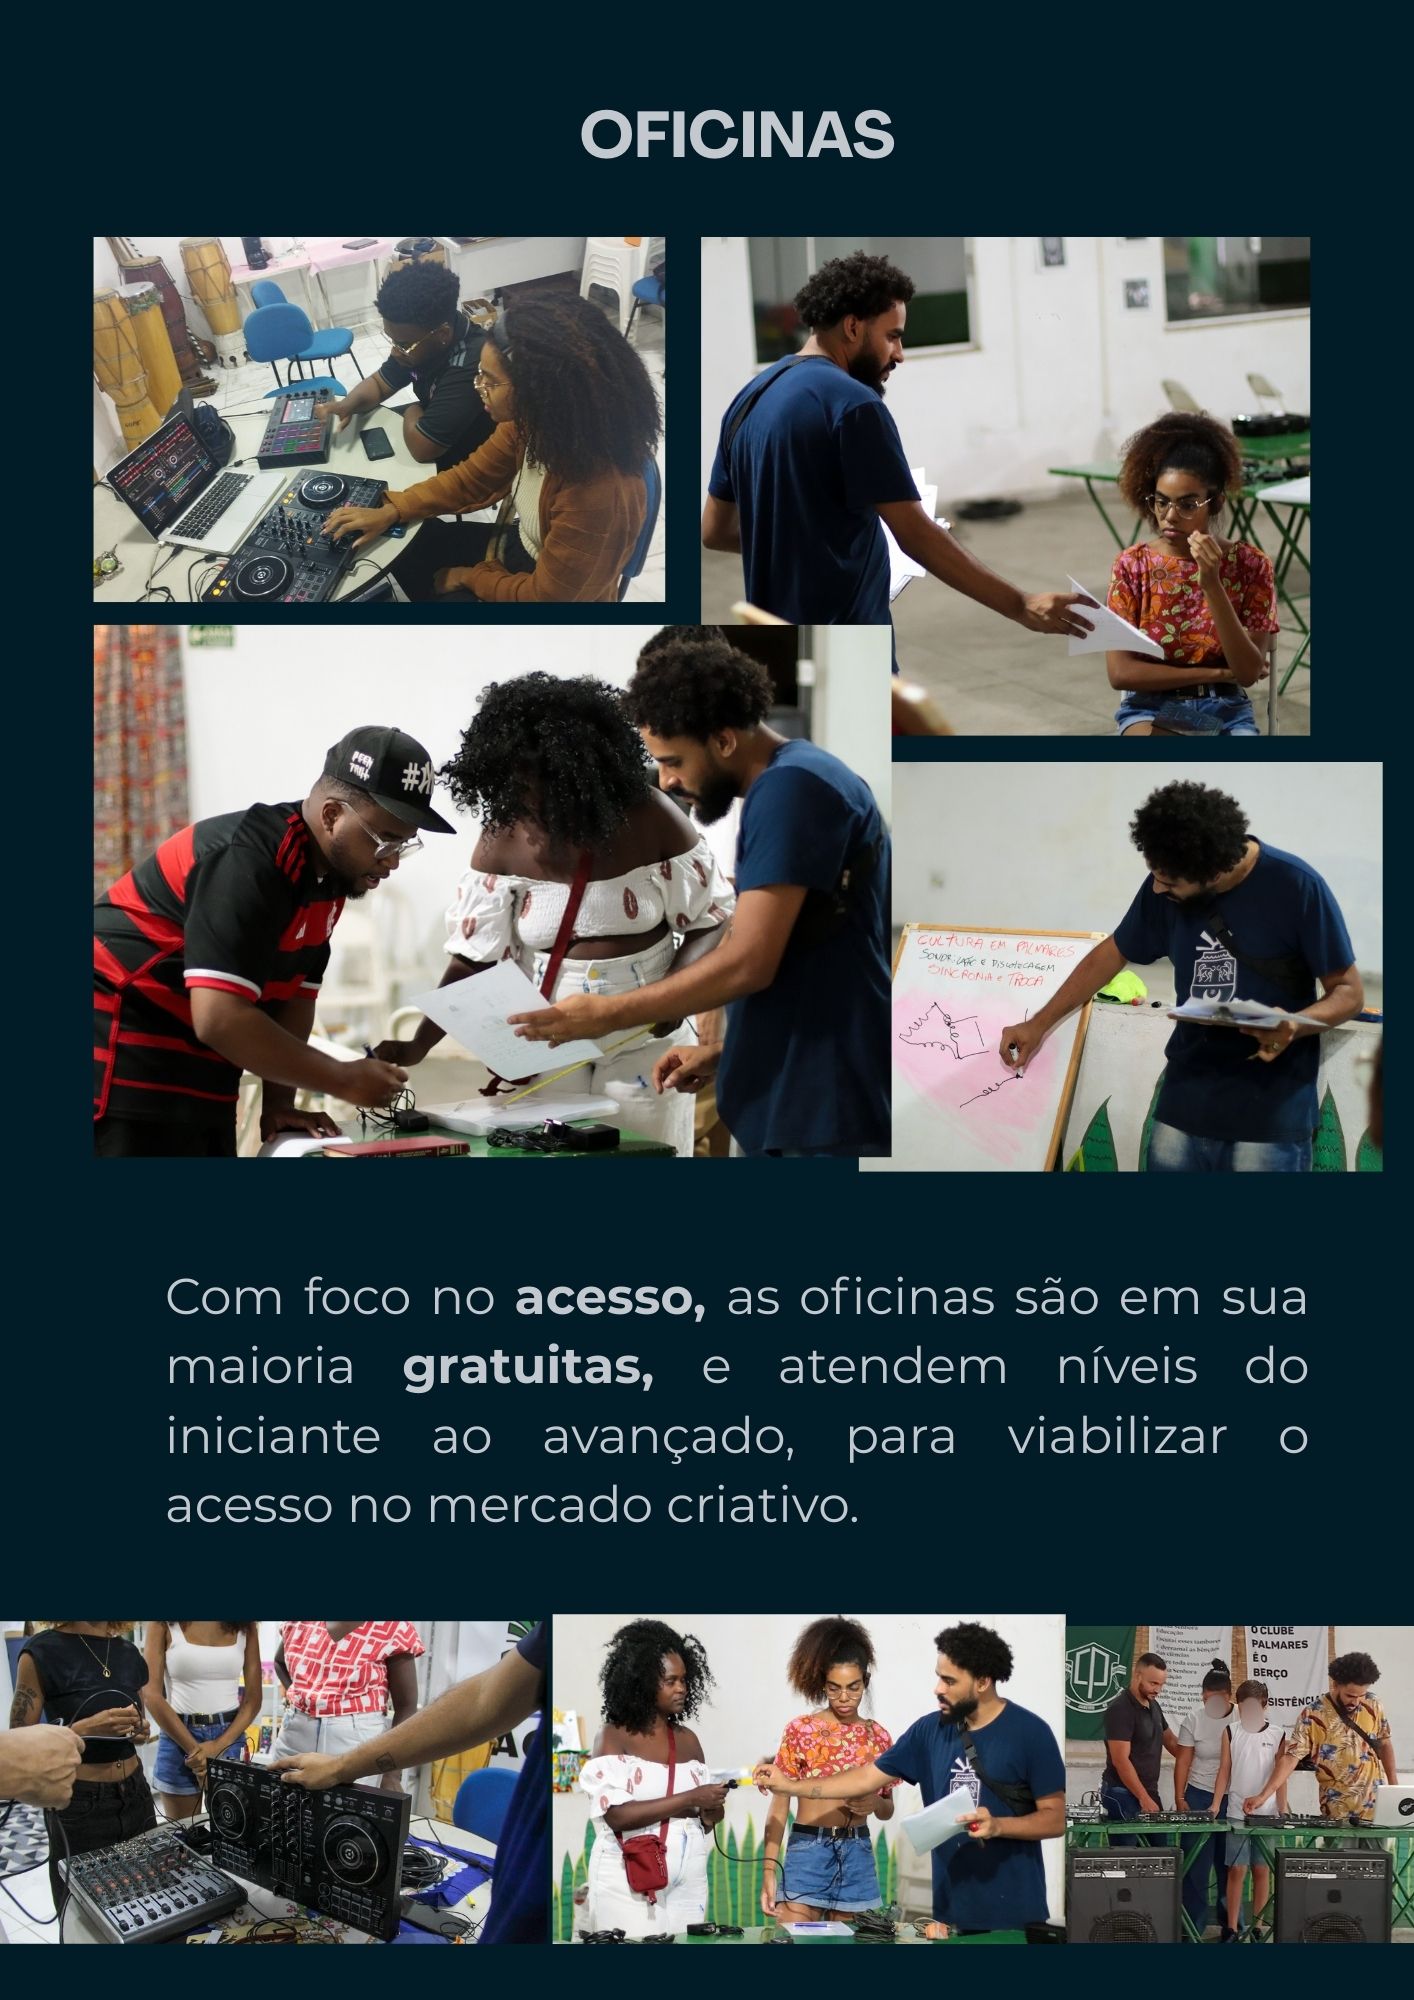 OFICINAS
CULTURA EM PALMARES
SINCRONIA E TROCA
Com foco no acesso, as oficinas são em sua
maioria gratuitas, e atendem níveis do
iniciante ao avançado, para viabilizar o
acesso no mercado criativo.
O CLUBE
PALMARES
É O
BERÇO